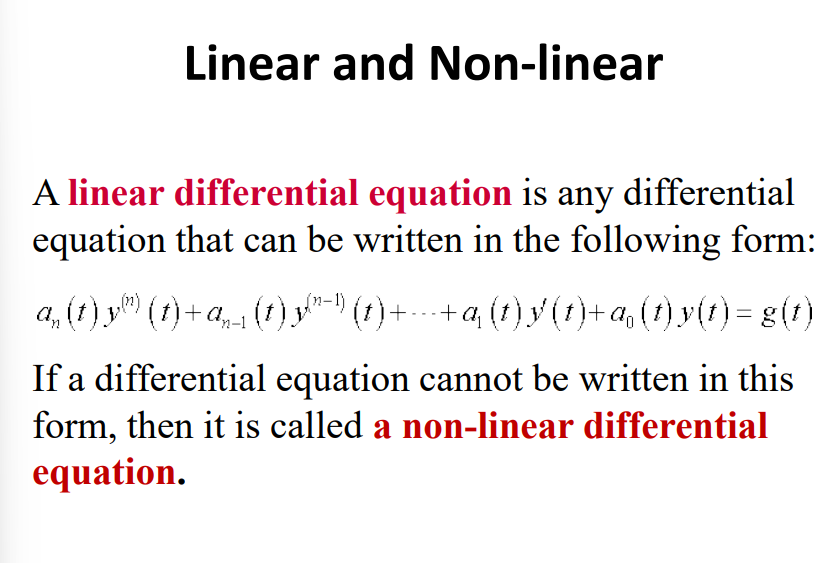 Linear and Non-linear
A linear differential equation is any differential
equation that can be written in the following form:
aₙ(t)y⁽ⁿ⁾(t)+aₙ₋₁(t)y⁽ⁿ⁻¹⁾(t)+···+a₁(t)y′(t)+a₀(t)y(t)=g(t)
If a differential equation cannot be written in this
form, then it is called a non-linear differential
equation.